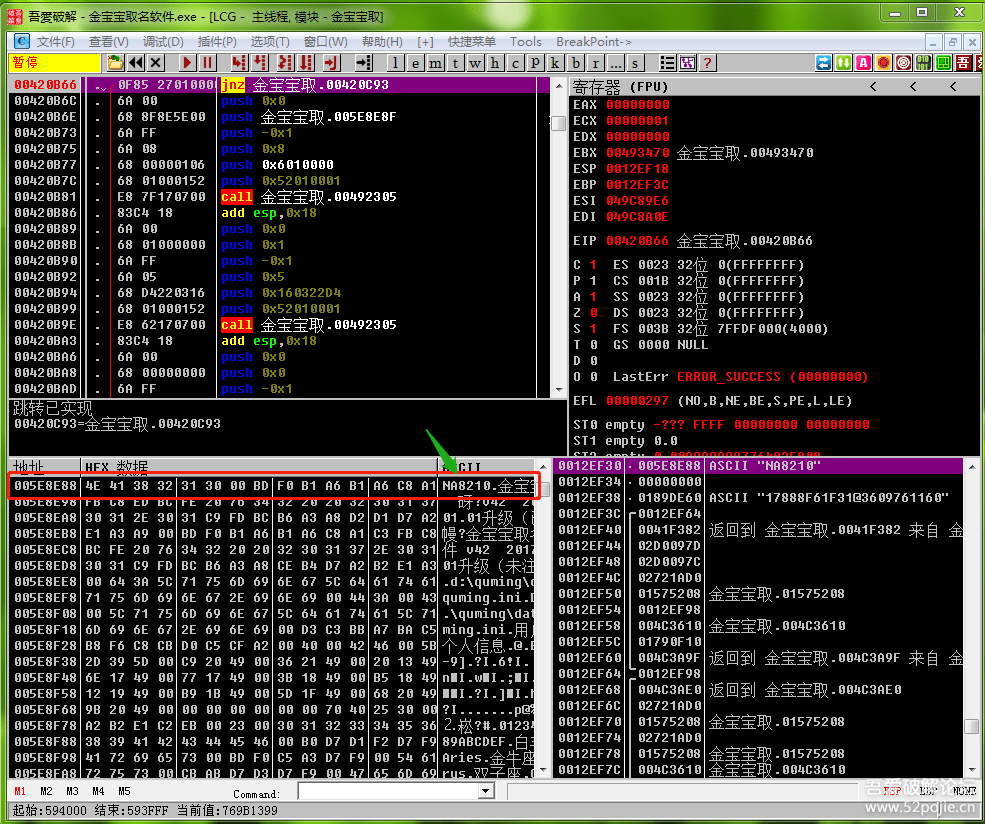 吾爱破解 - 金宝宝取名软件.exe - [LCG - 主线程, 模块 - 金宝宝取]
文件(F) 查看(V) 调试(D) 插件(P) 选项(T) 窗口(W) 帮助(H) [+] 快捷菜单 Tools BreakPoint->
暂停 l e m t w h c p k b r ... s
00420B66 . 0F85 27010000 jnz 金宝宝取.00420C93
00420B6C . 6A 00 push 0x0
00420B6E . 68 8F8E5E00 push 金宝宝取.005E8E8F
00420B73 . 6A FF push -0x1
00420B75 . 6A 08 push 0x8
00420B77 . 68 00000106 push 0x6010000
00420B7C . 68 01000152 push 0x52010001
00420B81 . E8 7F170700 call 金宝宝取.00492305
00420B86 . 83C4 18 add esp,0x18
00420B89 . 6A 00 push 0x0
00420B8B . 68 01000000 push 0x1
00420B90 . 6A FF push -0x1
00420B92 . 6A 05 push 0x5
00420B94 . 68 D4220316 push 0x160322D4
00420B99 . 68 01000152 push 0x52010001
00420B9E . E8 62170700 call 金宝宝取.00492305
00420BA3 . 83C4 18 add esp,0x18
00420BA6 . 6A 00 push 0x0
00420BA8 . 68 00000000 push 0x0
00420BAD . 6A FF push -0x1
跳转已实现
00420C93=金宝宝取.00420C93
寄存器 (FPU) < < <
EAX 00000000
ECX 00000001
EDX 00000000
EBX 00493470 金宝宝取.00493470
ESP 0012EF18
EBP 0012EF3C
ESI 049C89E6
EDI 049C8A0E
EIP 00420B66 金宝宝取.00420B66
C 1 ES 0023 32位 0(FFFFFFFF)
P 1 CS 001B 32位 0(FFFFFFFF)
A 1 SS 0023 32位 0(FFFFFFFF)
Z 0 DS 0023 32位 0(FFFFFFFF)
S 1 FS 003B 32位 7FFDF000(4000)
T 0 GS 0000 NULL
D 0
O 0 LastErr ERROR_SUCCESS (00000000)
EFL 00000297 (NO,B,NE,BE,S,PE,L,LE)
ST0 empty -??? FFFF 00000000 00000000
ST1 empty 0.0
地址 HEX 数据 ASCII
005E8E88 4E 41 38 32 31 30 00 BD F0 B1 A6 B1 A6 C8 A1 NA8210.金宝
005E8EA8 30 31 2E 30 31 C9 FD BC B6 A3 A8 D2 D1 D7 A2 01.01升级（
005E8EB8 E1 A3 A9 00 BD F0 B1 A6 B1 A6 C8 A1 C3 FB C8 幔?金宝宝取
005E8EC8 BC FE 20 76 34 32 20 20 32 30 31 37 2E 30 31 件 v42 2017
005E8ED8 30 31 C9 FD BC B6 A3 A8 CE B4 D7 A2 B2 E1 A3 01升级（未注
005E8EE8 00 64 3A 5C 71 75 6D 69 6E 67 5C 64 61 74 61 .d:\quming\
005E8EF8 71 75 6D 69 6E 67 2E 69 6E 69 00 44 3A 00 43 quming.ini.D
005E8F08 00 5C 71 75 6D 69 6E 67 5C 64 61 74 61 5C 71 .\quming\dat
005E8F18 6D 69 6E 67 2E 69 6E 69 00 D3 C3 BB A7 BA C5 ming.ini.用
005E8F28 B8 F6 C8 CB D0 C5 CF A2 00 40 00 42 46 00 5B 个人信息.@.
005E8F38 2D 39 5D 00 C9 20 49 00 36 21 49 00 20 13 49 -9].?I.6!I.
005E8F48 6E 17 49 00 77 17 49 00 3B 18 49 00 B5 18 49
005E8F58 12 19 49 00 B9 1B 49 00 5D 1F 49 00 68 20 49
005E8F68 9B 20 49 00 00 00 00 00 00 00 70 40 25 30 00 ?I.......p@%
005E8F78 A2 B2 E1 C2 EB 00 23 00 30 31 32 33 34 35 36
005E8F88 38 39 41 42 43 44 45 46 00 B0 D7 D1 F2 D7 F9 89ABCDEF.白
005E8F98 41 72 69 65 73 00 BD F0 C5 A3 D7 F9 00 54 61 Aries.金牛座
005E8FA8 72 75 73 00 CB AB D7 D3 D7 F9 00 47 65 6D 69 rus.双子座.
0012EF30 005E8E88 ASCII "NA8210"
0012EF34 00000000
0012EF38 0189DE60 ASCII "17888F61F31@3609761160"
0012EF3C 0012EF64
0012EF40 0041F382 返回到 金宝宝取.0041F382 来自 金
0012EF44 02D0097D
0012EF48 02D0097C
0012EF4C 02721AD0
0012EF50 01575208 金宝宝取.01575208
0012EF54 0012EF98
0012EF58 004C3610 金宝宝取.004C3610
0012EF5C 01790F10
0012EF60 004C3A9F 返回到 金宝宝取.004C3A9F 来自 金
0012EF64 0012EF98
0012EF68 004C3AE0 返回到 金宝宝取.004C3AE0
0012EF6C 02721AD0
0012EF70 01575208 金宝宝取.01575208
0012EF74 02721AD0
0012EF78 01575208 金宝宝取.01575208
0012EF7C 004C3610 金宝宝取.004C3610
M1 M2 M3 M4 M5 Command: ESP EBP NONE
起始:594000 结束:593FFF 当前值:769B1399
吾爱破解论坛
www.52pojie.cn